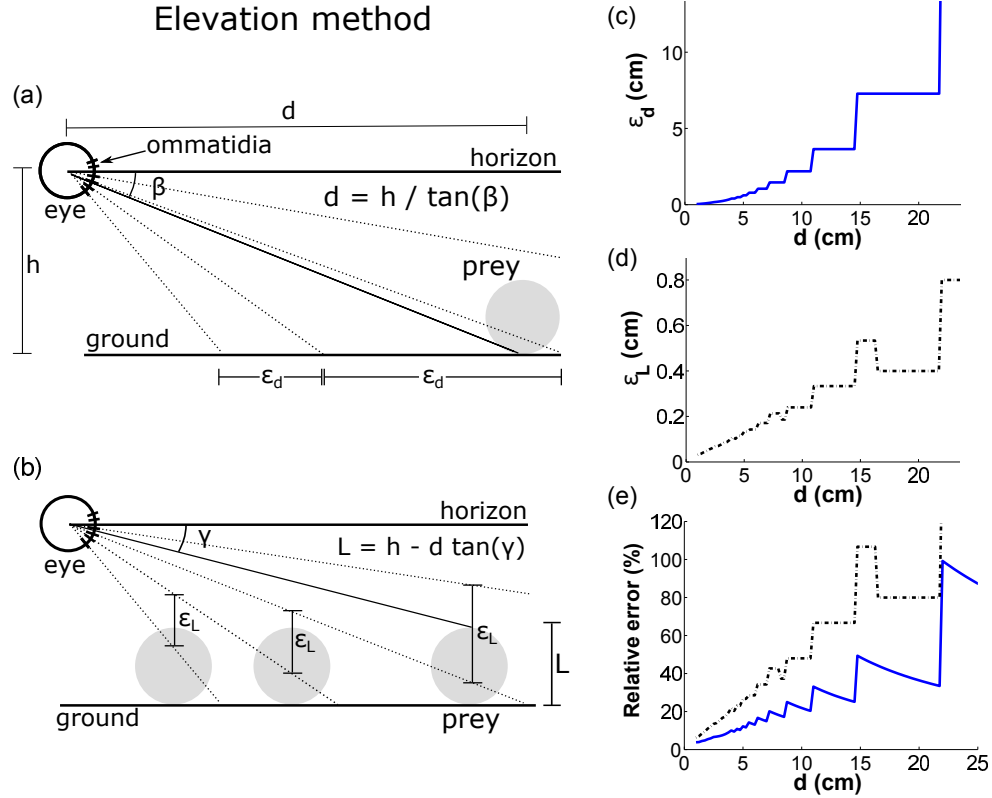 Elevation method
(a)
d
ommatidia
horizon
β
d = h / tan(β)
eye
h
prey
ground
ε_d
ε_d
(b)
horizon
γ
L = h - d tan(γ)
eye
ε_L
ε_L
ε_L
L
ground
prey
(c)
ε_d (cm)
10
5
0
0
5
10
15
20
d (cm)
(d)
ε_L (cm)
0.8
0.6
0.4
0.2
0
0
5
10
15
20
d (cm)
(e)
Relative error (%)
120
100
80
60
40
20
0
0
5
10
15
20
25
d (cm)